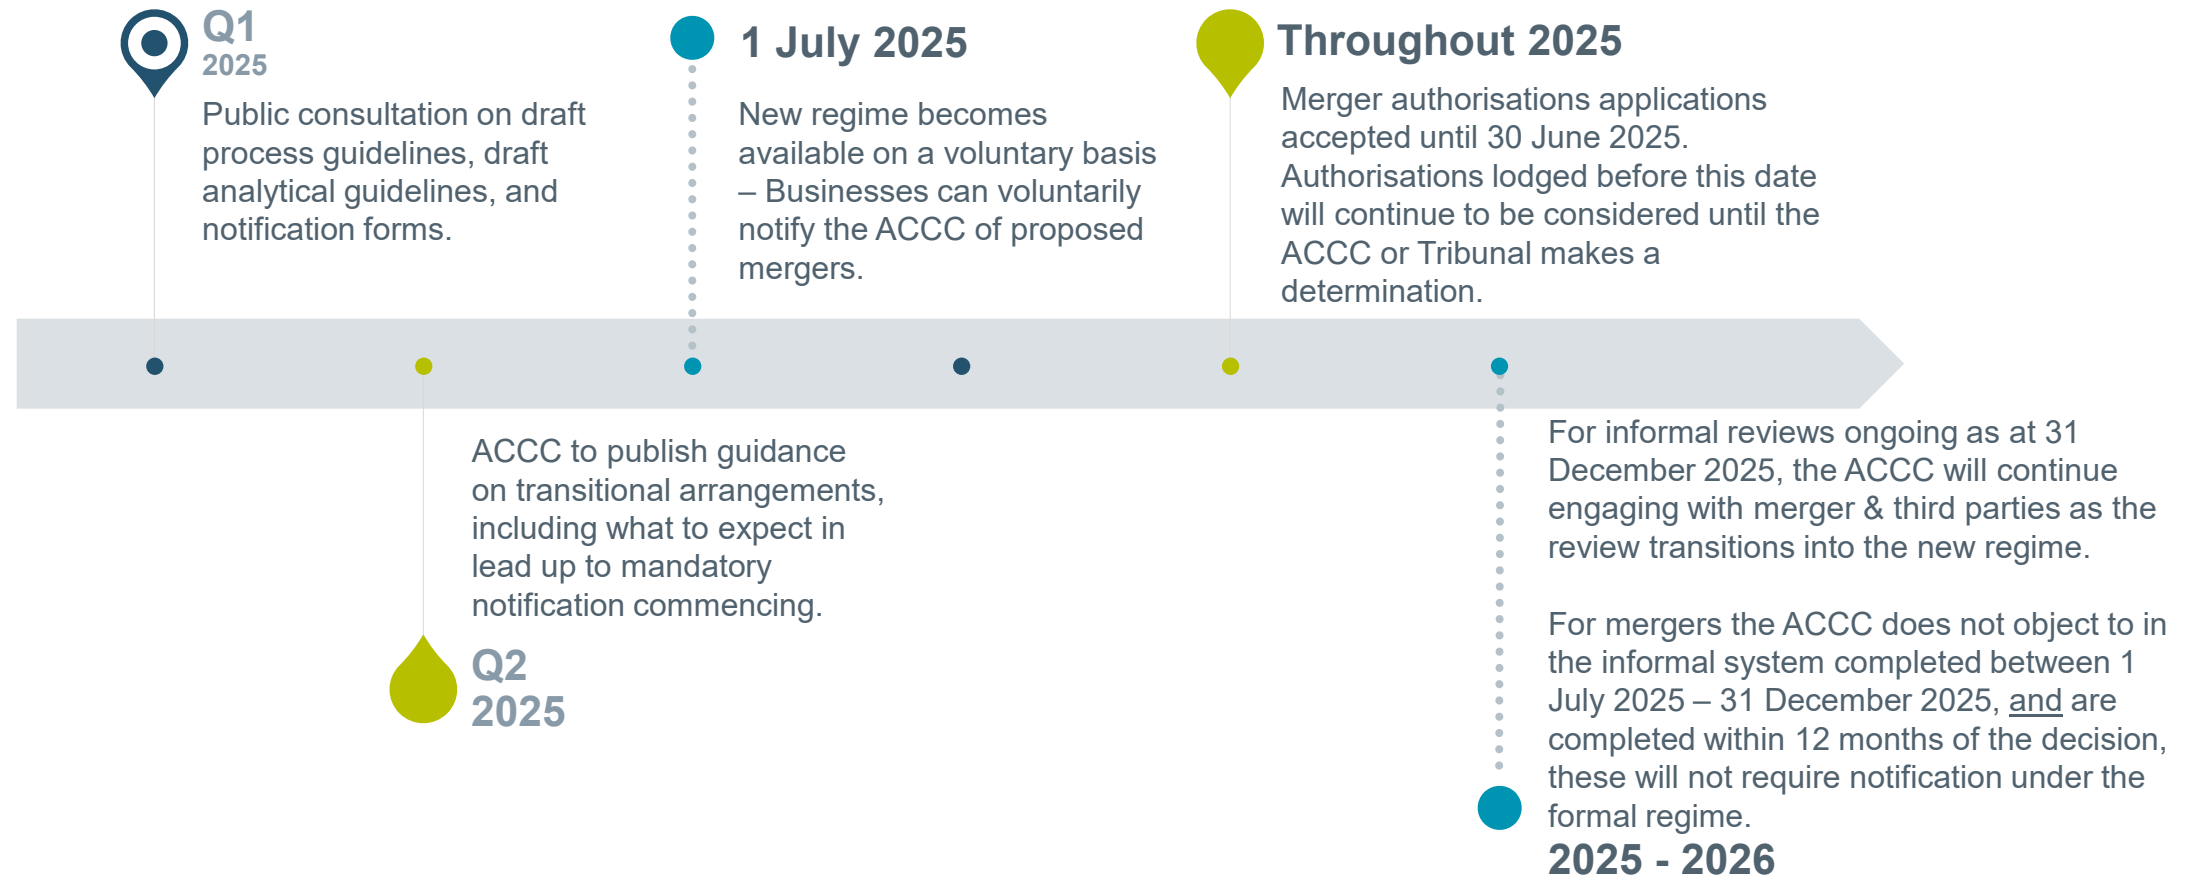 Q1
2025
Public consultation on draft
process guidelines, draft
analytical guidelines, and
notification forms.
ACCC to publish guidance
on transitional arrangements,
including what to expect in
lead up to mandatory
notification commencing.
Q2
2025
1 July 2025
New regime becomes
available on a voluntary basis
– Businesses can voluntarily
notify the ACCC of proposed
mergers.
Throughout 2025
Merger authorisations applications
accepted until 30 June 2025.
Authorisations lodged before this date
will continue to be considered until the
ACCC or Tribunal makes a
determination.
For informal reviews ongoing as at 31
December 2025, the ACCC will continue
engaging with merger & third parties as the
review transitions into the new regime.
For mergers the ACCC does not object to in
the informal system completed between 1
July 2025 – 31 December 2025, and are
completed within 12 months of the decision,
these will not require notification under the
formal regime.
2025 - 2026